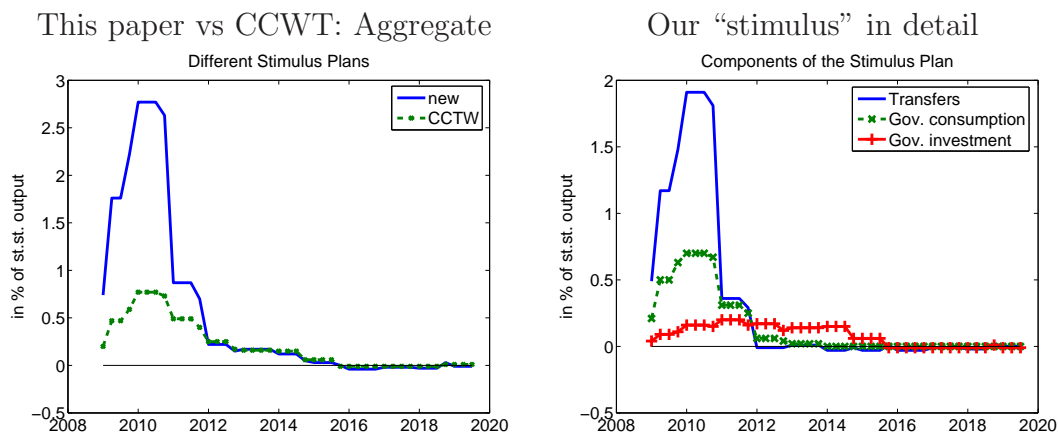 This paper vs CCWT: Aggregate
Different Stimulus Plans
in % of st.st. output
3
2.5
2
1.5
1
0.5
0
−0.5
2008
2010
2012
2014
2016
2018
2020
new
CCTW
Our “stimulus” in detail
Components of the Stimulus Plan
in % of st.st. output
2
1.5
1
0.5
0
−0.5
2008
2010
2012
2014
2016
2018
2020
Transfers
Gov. consumption
Gov. investment